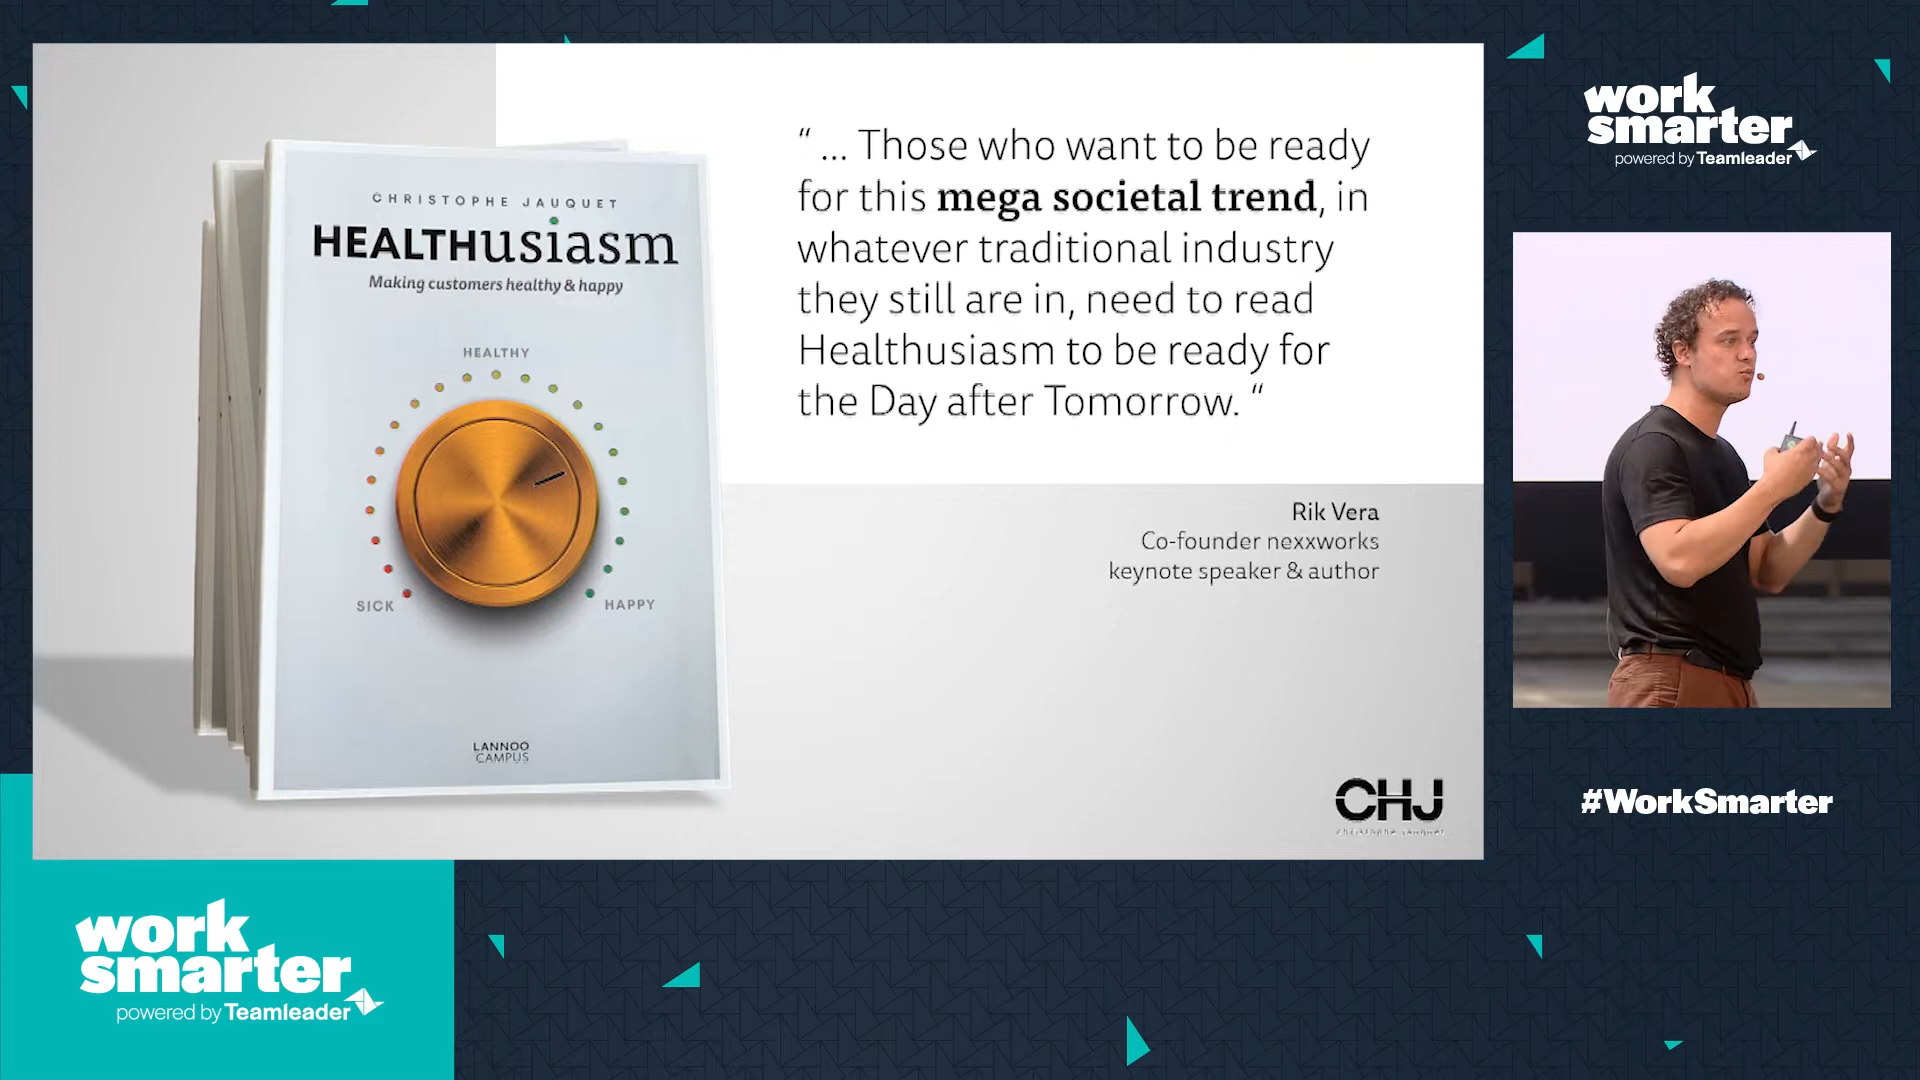 CHRISTOPHE JAUQUET
HEALTHusiasm
Making customers healthy & happy
HEALTHY
SICK
HAPPY
LANNOO
CAMPUS
“ ... Those who want to be ready
for this mega societal trend, in
whatever traditional industry
they still are in, need to read
Healthusiasm to be ready for
the Day after Tomorrow. “
Rik Vera
Co-founder nexxworks
keynote speaker & author
CHJ
christophe jauquet
work
smarter
powered by Teamleader
#WorkSmarter
work
smarter
powered by Teamleader